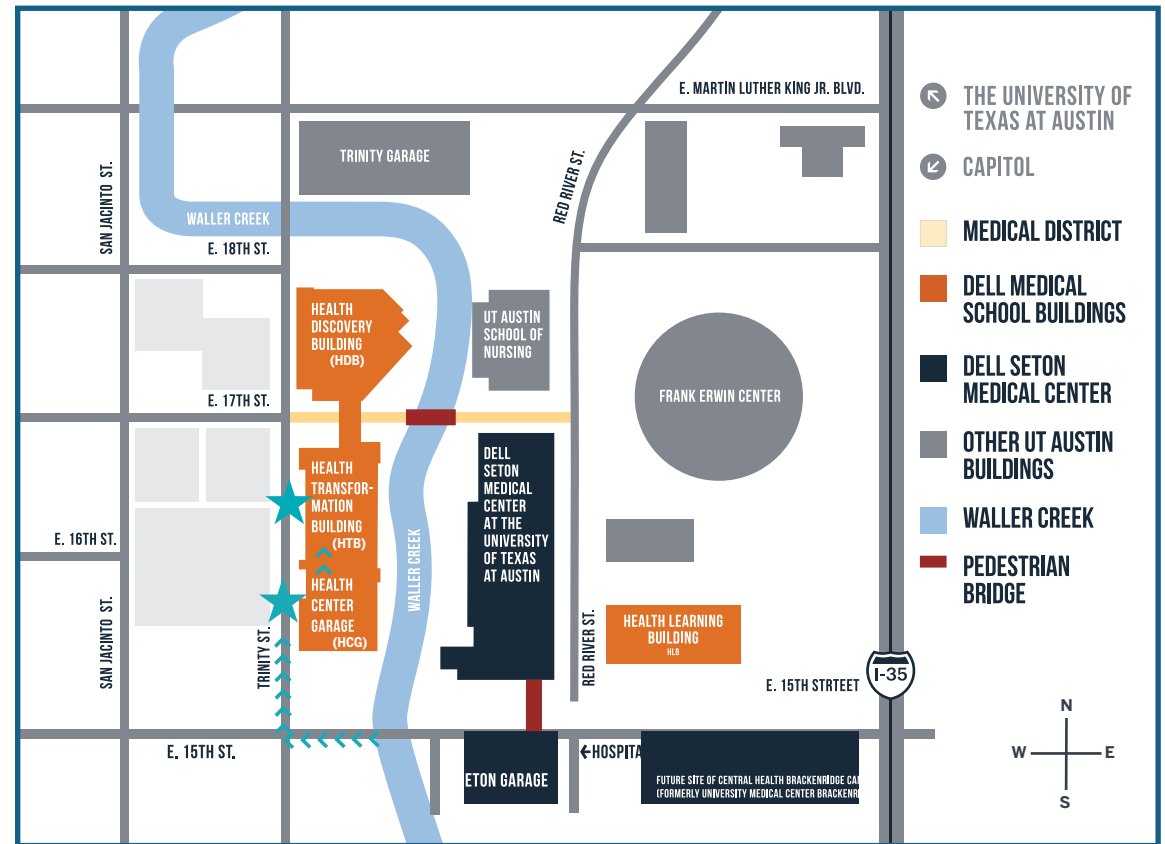 E. MARTIN LUTHER KING JR. BLVD.
TRINITY GARAGE
SAN JACINTO ST.
RED RIVER ST.
WALLER CREEK
E. 18TH ST.
HEALTH
DISCOVERY
BUILDING
(HDB)
UT AUSTIN
SCHOOL OF
NURSING
E. 17TH ST.
FRANK ERWIN CENTER
HEALTH
TRANSFOR-
MATION
BUILDING
(HTB)
DELL
SETON
MEDICAL
CENTER
AT THE
UNIVERSITY
OF TEXAS
AT AUSTIN
E. 16TH ST.
WALLER CREEK
HEALTH
CENTER
GARAGE
(HCG)
SAN JACINTO ST.
TRINITY ST.
RED RIVER ST.
HEALTH LEARNING
BUILDING
HLB
E. 15TH STRTEET
I-35
E. 15TH ST.
ETON GARAGE
←HOSPITA
FUTURE SITE OF CENTRAL HEALTH BRACKENRIDGE CA
(FORMERLY UNIVERSITY MEDICAL CENTER BRACKENR
THE UNIVERSITY OF
TEXAS AT AUSTIN
CAPITOL
MEDICAL DISTRICT
DELL MEDICAL
SCHOOL BUILDINGS
DELL SETON
MEDICAL CENTER
OTHER UT AUSTIN
BUILDINGS
WALLER CREEK
PEDESTRIAN
BRIDGE
N
W E
S